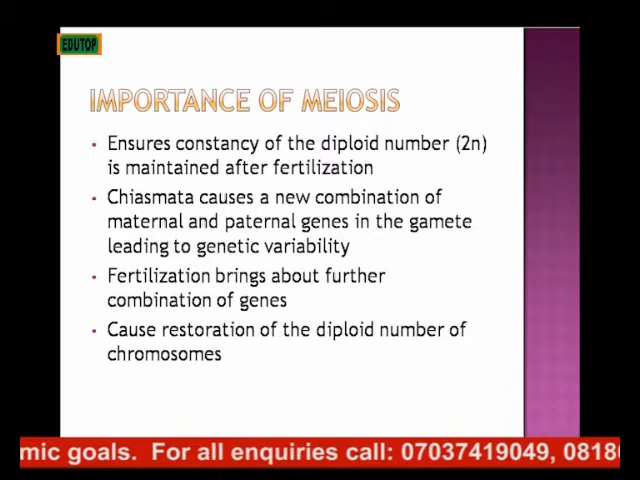 EDUTOP
IMPORTANCE OF MEIOSIS
Ensures constancy of the diploid number (2n)
is maintained after fertilization
Chiasmata causes a new combination of
maternal and paternal genes in the gamete
leading to genetic variability
Fertilization brings about further
combination of genes
Cause restoration of the diploid number of
chromosomes
mic goals. For all enquiries call: 07037419049, 0818